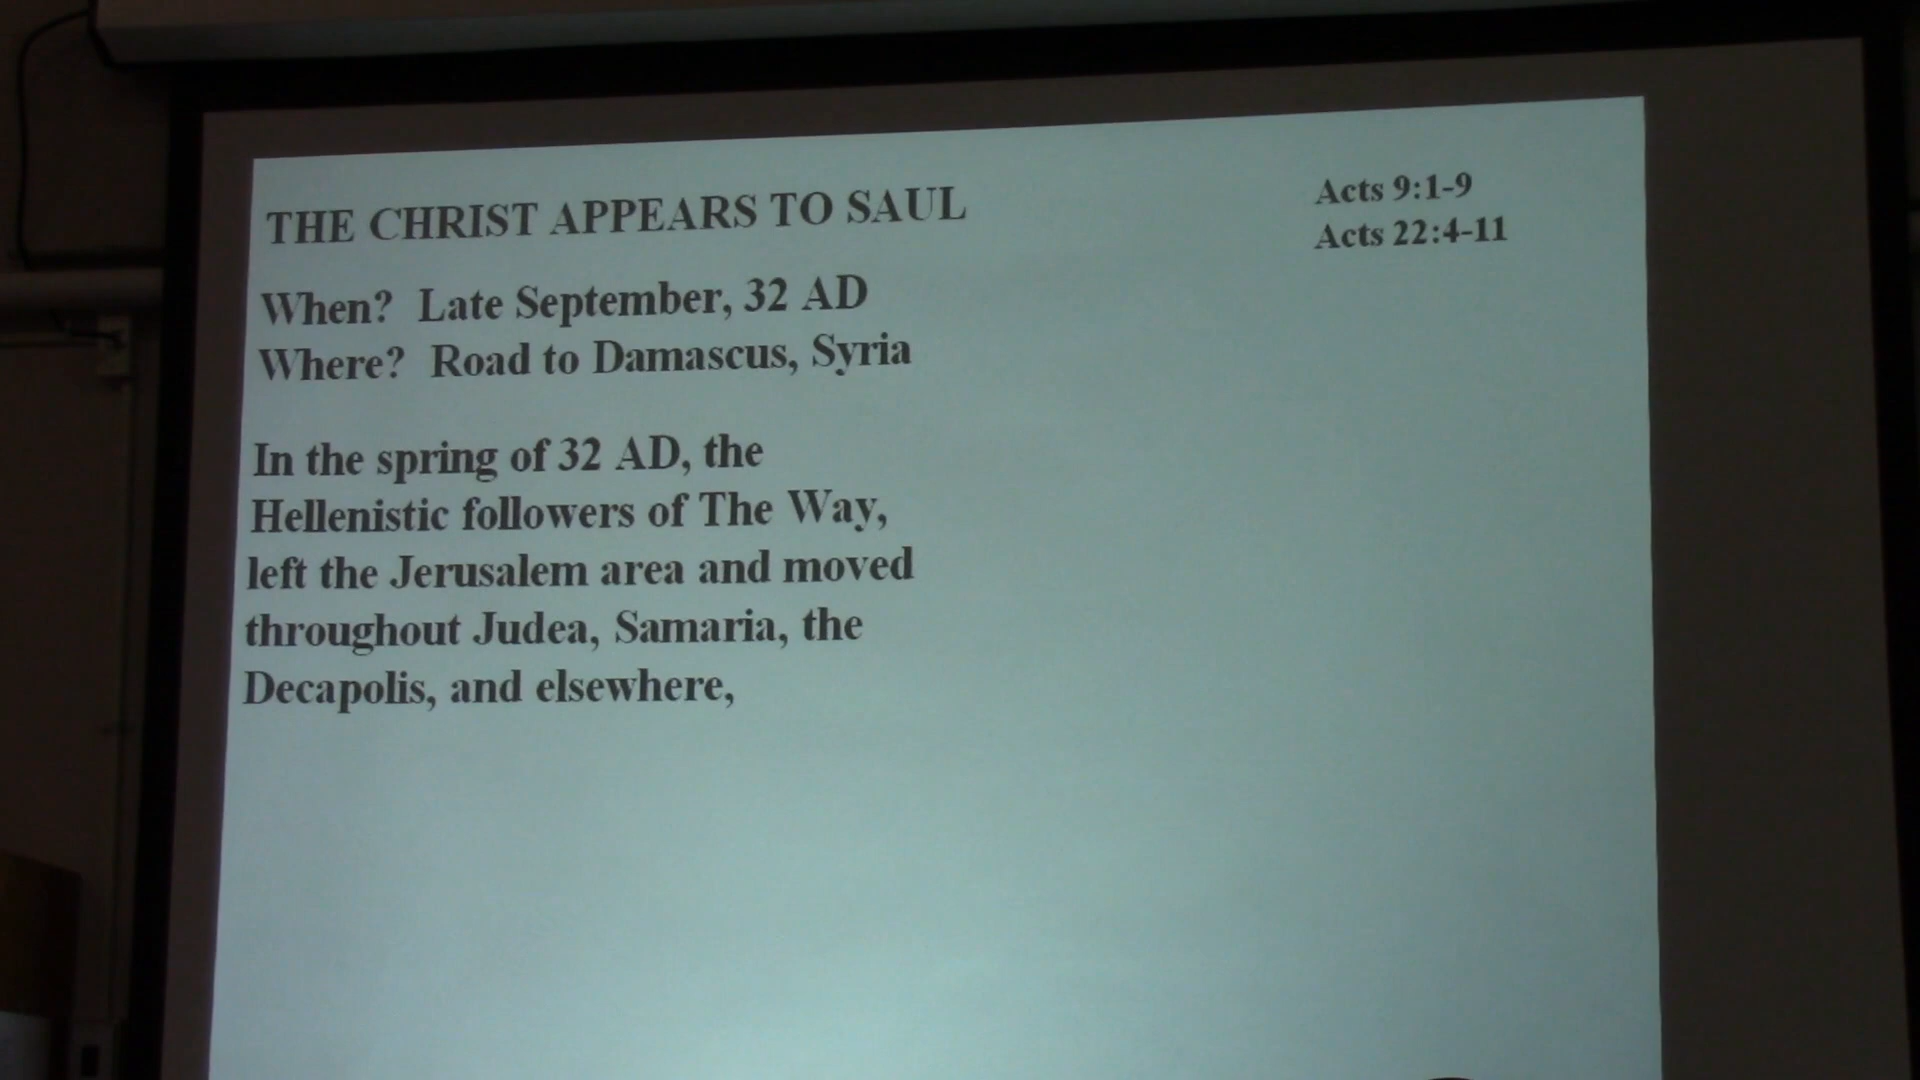 THE CHRIST APPEARS TO SAUL
Acts 9:1-9
Acts 22:4-11
When? Late September, 32 AD
Where? Road to Damascus, Syria
In the spring of 32 AD, the
Hellenistic followers of The Way,
left the Jerusalem area and moved
throughout Judea, Samaria, the
Decapolis, and elsewhere,